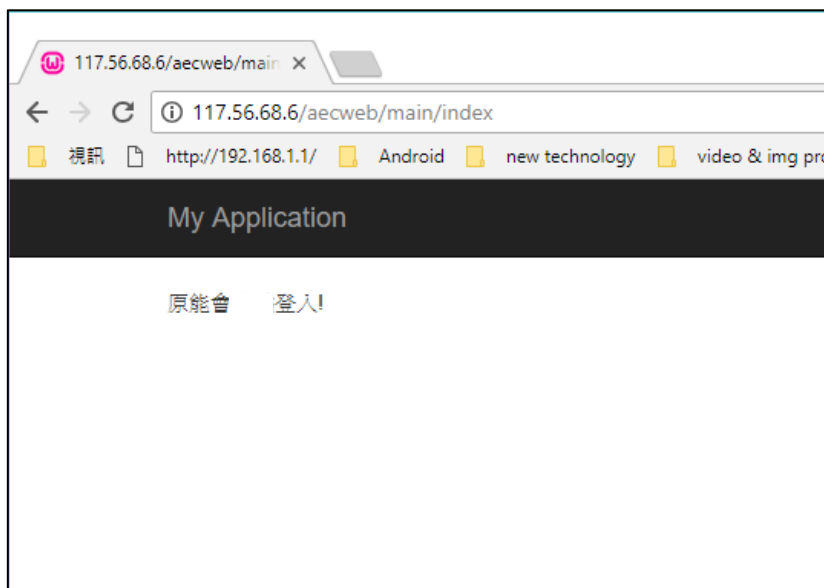 117.56.68.6/aecweb/main
117.56.68.6/aecweb/main/index
視訊 http://192.168.1.1/ Android new technology video & img pro
My Application
原能會 登入!